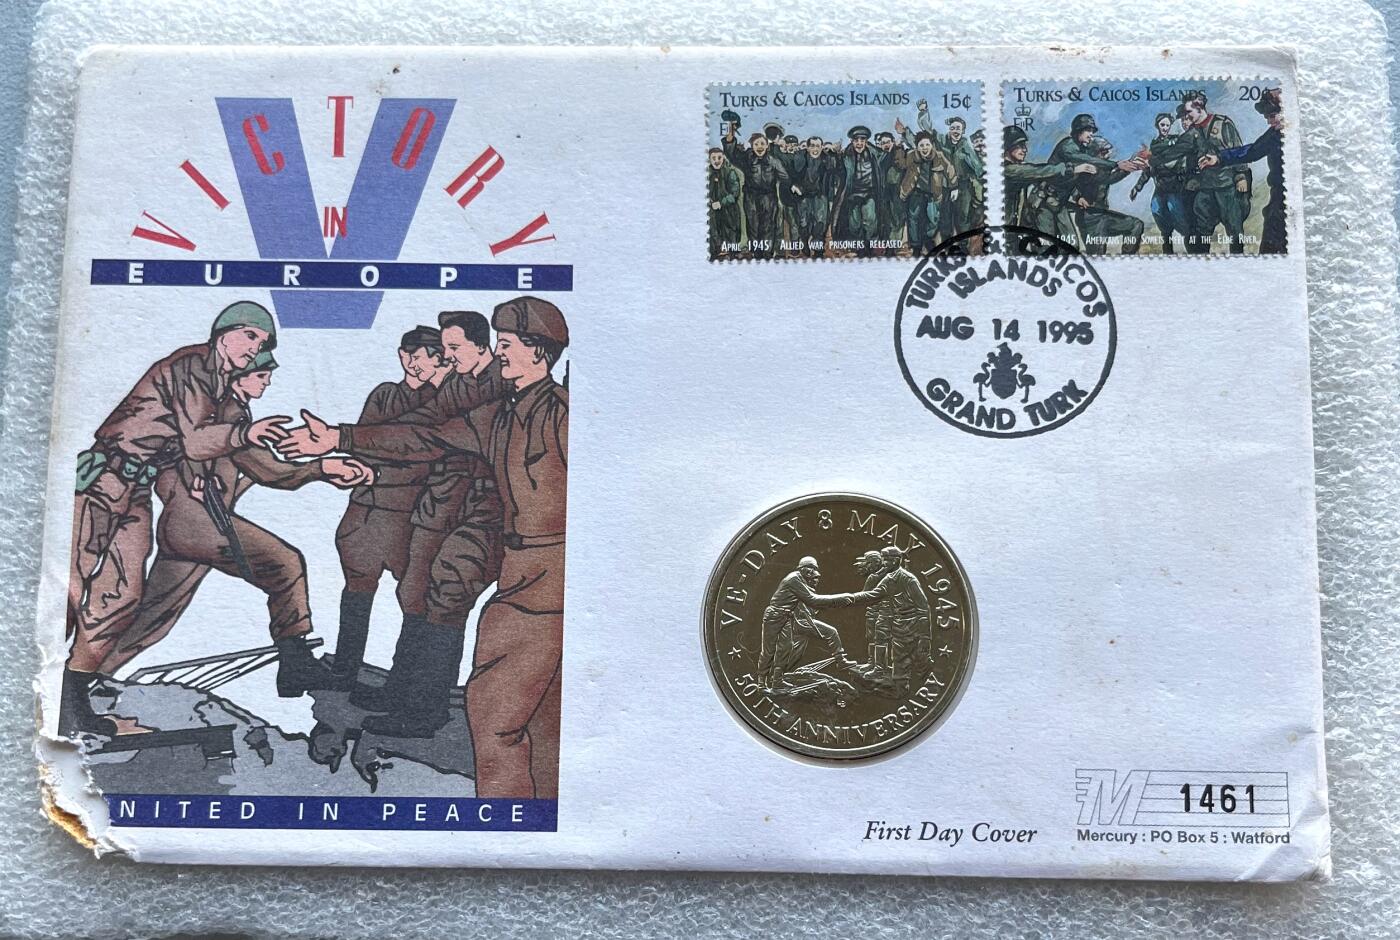 VICTORY
IN
EUROPE
NITED IN PEACE
TURKS & CAICOS ISLANDS 15¢
APRIL 1945 ALLIED WAR PRISONERS RELEASED.
TURKS & CAICOS ISLANDS 20¢
EIIR
1945 AMERICANS AND SOVIETS MEET AT THE ELBE RIVER.
TURKS & CAICOS
ISLANDS
AUG 14 1995
GRAND TURK
VE-DAY 8 MAY 1945
50TH ANNIVERSARY
First Day Cover
M 1461
Mercury : PO Box 5 : Watford